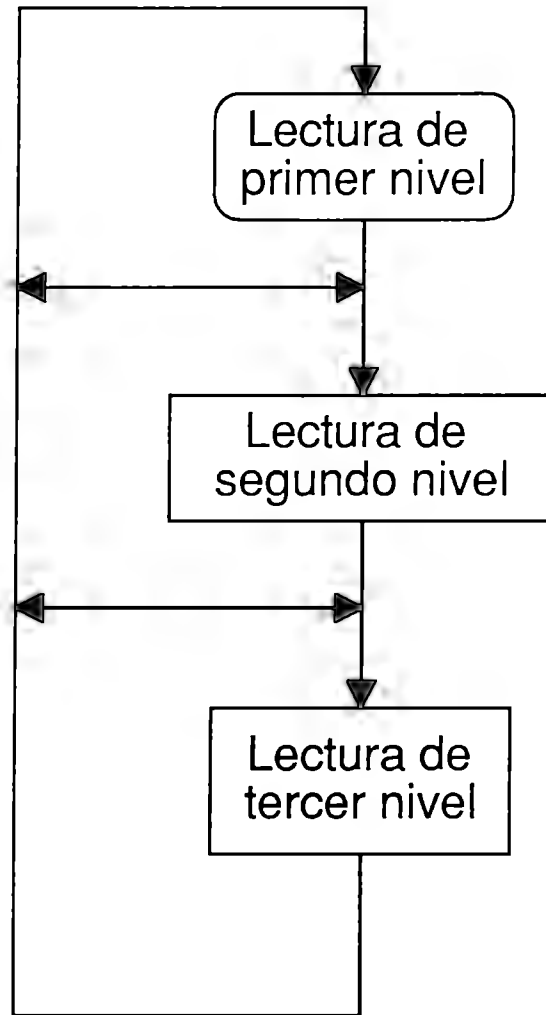 Lectura de
primer nivel
Lectura de
segundo nivel
Lectura de
tercer nivel